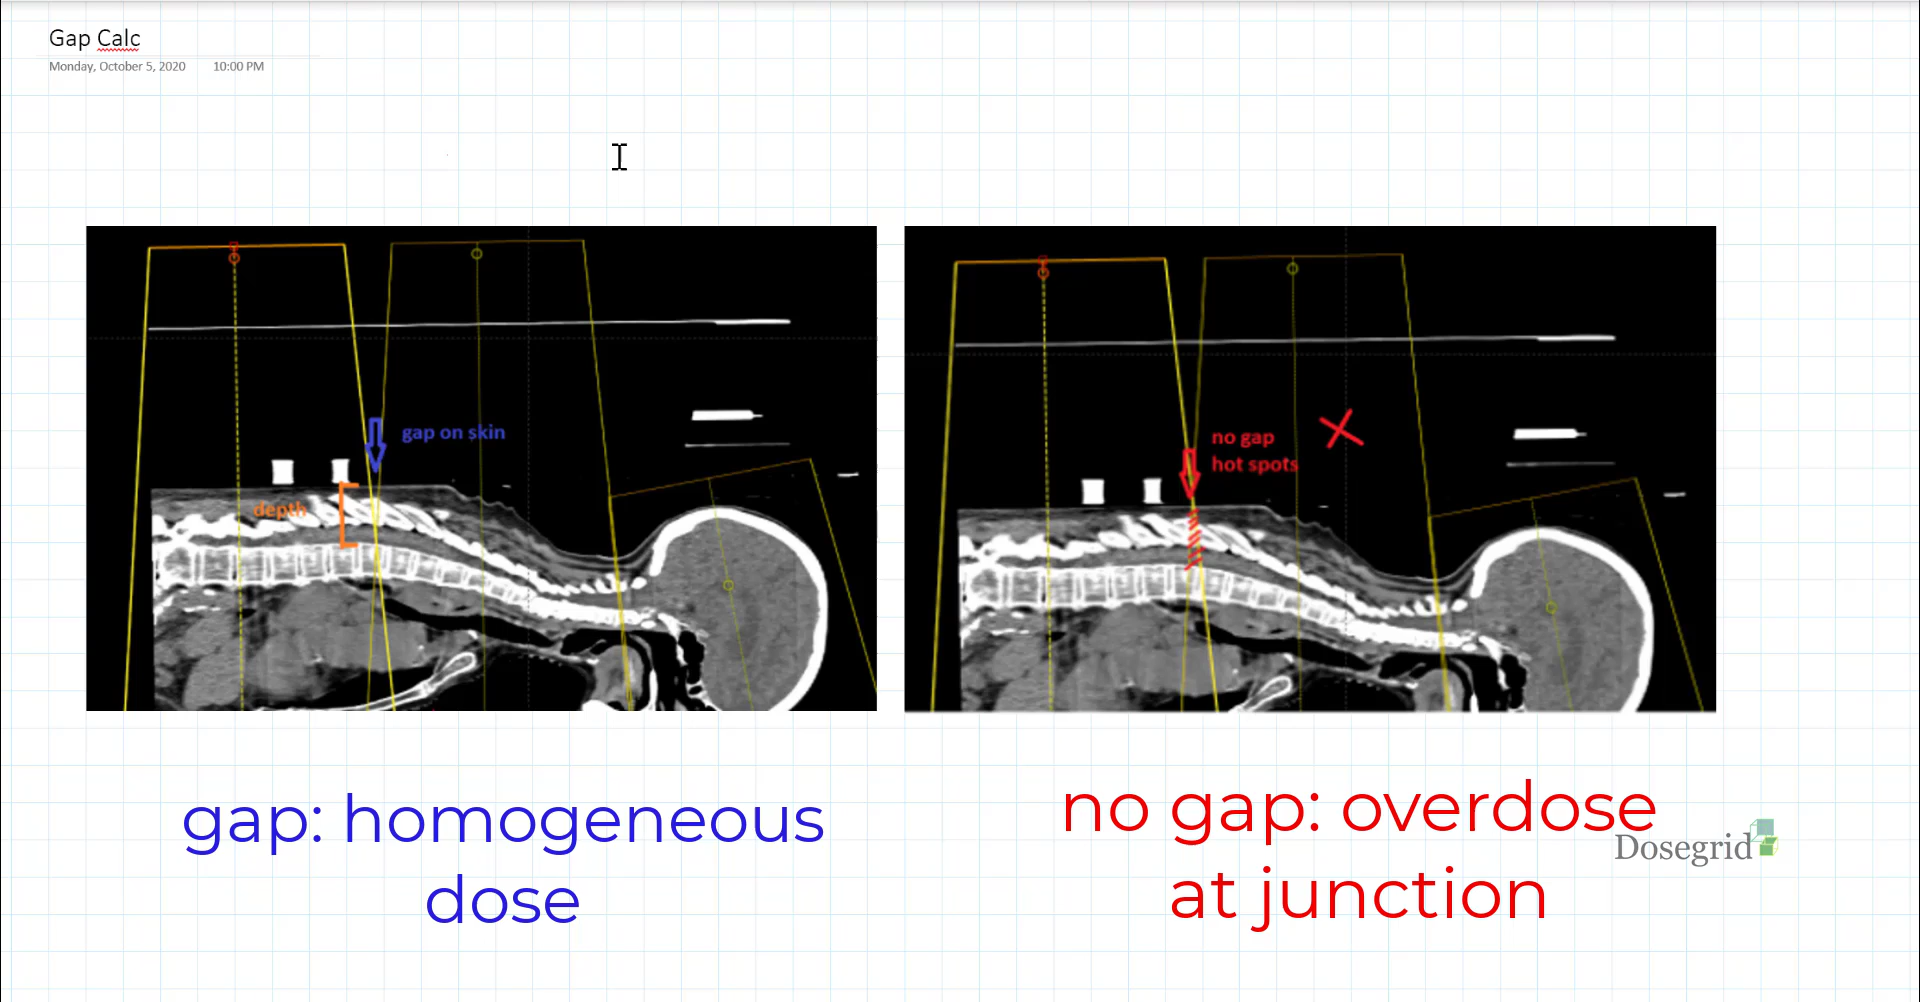 Gap Calc
Monday, October 5, 2020 10:00 PM
gap on skin
depth
no gap
hot spots
gap: homogeneous
dose
no gap: overdose
at junction
Dosegrid